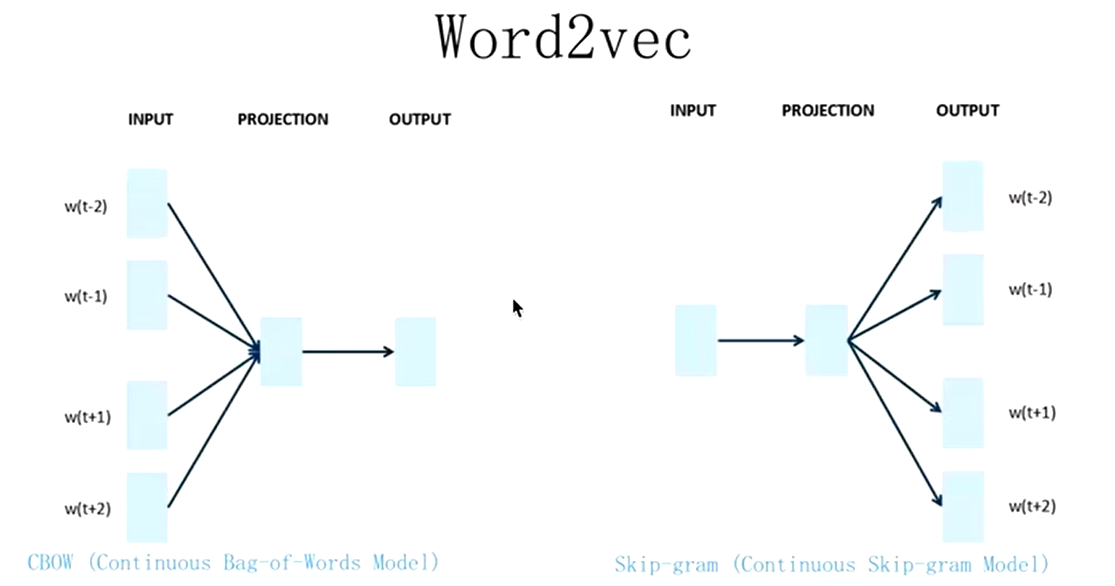 Word2vec
INPUT PROJECTION OUTPUT
w(t-2)
w(t-1)
w(t+1)
w(t+2)
CBOW (Continuous Bag-of-Words Model)
INPUT PROJECTION OUTPUT
w(t-2)
w(t-1)
w(t+1)
w(t+2)
Skip-gram (Continuous Skip-gram Model)